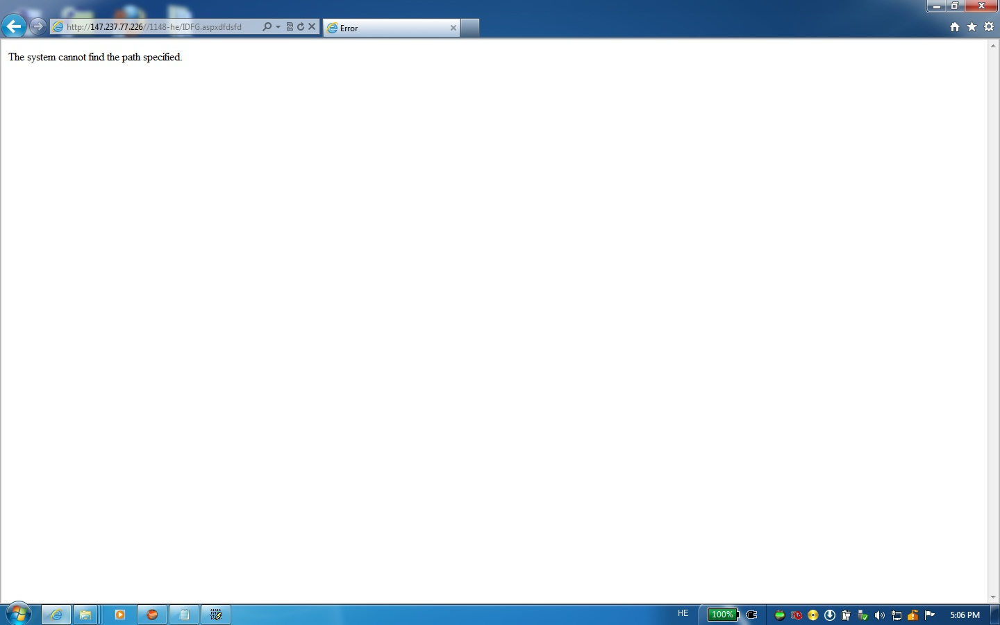 http://147.237.77.226//1148-he/IDFG.aspxdfdsfd
Error
The system cannot find the path specified.
HE
100%
5:06 PM